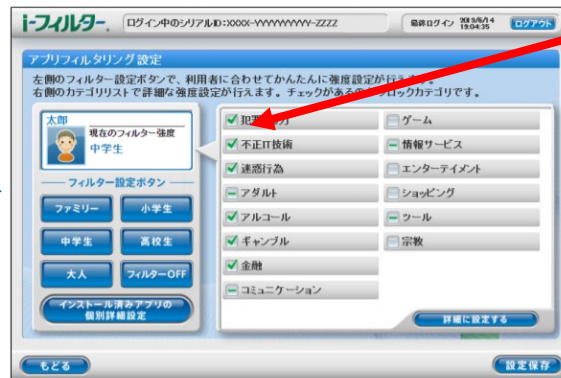 i-フィルター.
ログイン中のシリアルID:XXXX-YYYYYYYYYY-ZZZZ
最終ログイン 2013/6/14 19:04:35
ログアウト
アプリフィルタリング設定
左側のフィルター設定ボタンで、利用者に合わせてかんたんに強度設定が行えます。
右側のカテゴリリストで詳細な強度設定が行えます。チェックがあるのがブロックカテゴリです。
太郎
現在のフィルター強度
中学生
フィルター設定ボタン
ファミリー
小学生
中学生
高校生
大人
フィルターOFF
インストール済みアプリの
個別詳細設定
不正IT技術
迷惑行為
アダルト
アルコール
ギャンブル
金融
コミュニケーション
ゲーム
情報サービス
エンターテイメント
ショッピング
ツール
宗教
詳細に設定する
もどる
設定保存